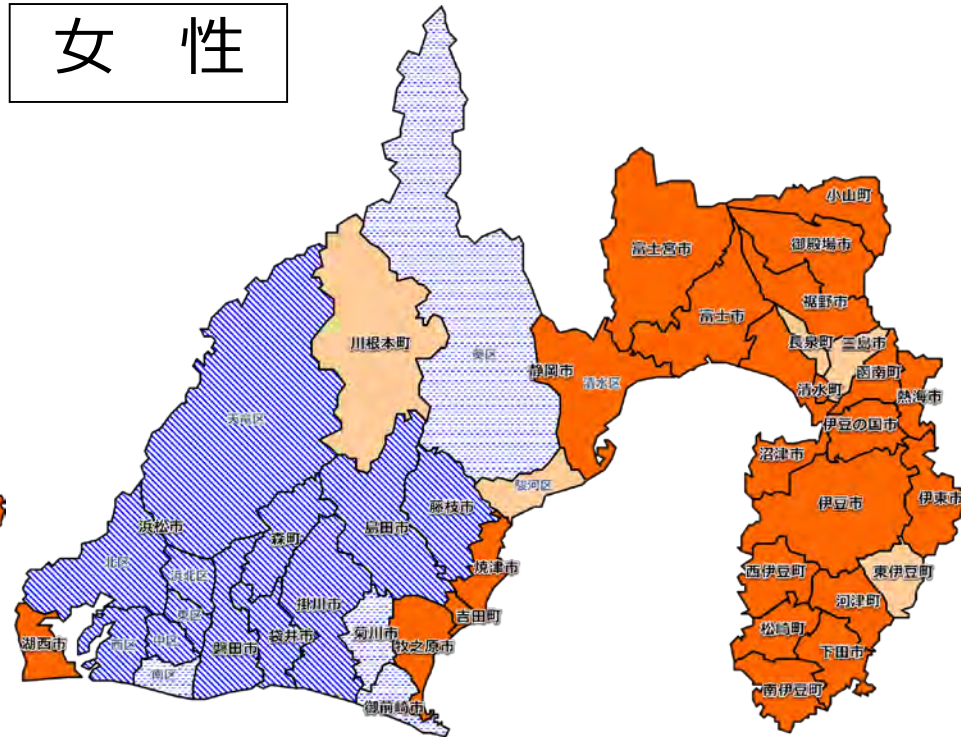 女 性
小山町
御殿場市
富士宮市
裾野市
富士市
長泉町
三島市
川根本町
葵区
静岡市
清水区
函南町
清水町
熱海市
天竜区
伊豆の国市
沼津市
駿河区
伊東市
伊豆市
藤枝市
浜松市
島田市
森町
北区
浜北区
焼津市
西伊豆町
東伊豆町
河津町
掛川市
吉田町
東区
菊川市
松崎町
湖西市
西区
中区
磐田市
袋井市
牧之原市
下田市
南区
南伊豆町
御前崎市